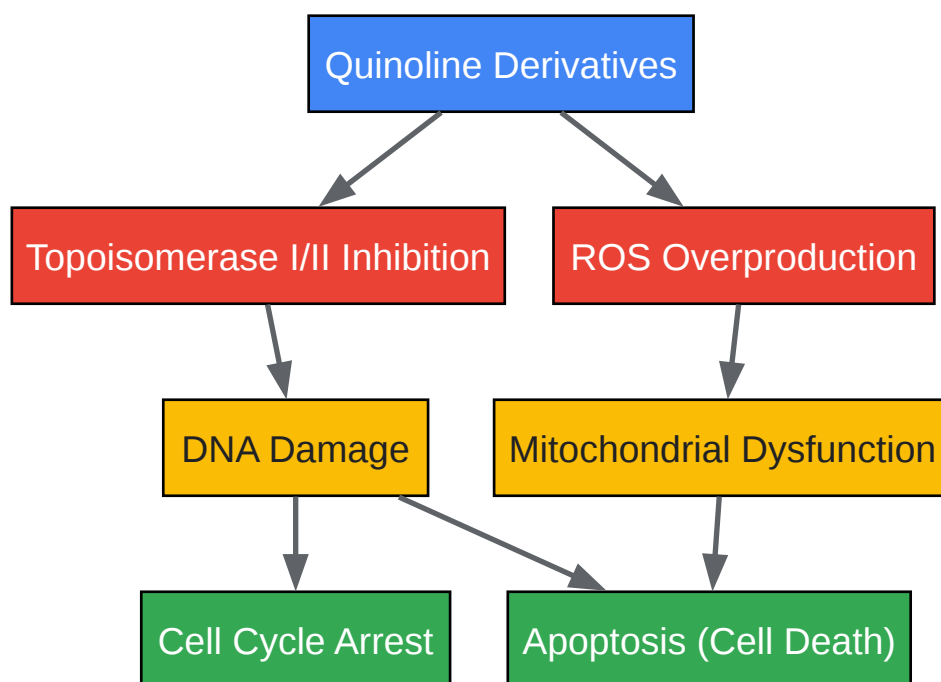 Quinoline Derivatives
Topoisomerase I/II Inhibition
ROS Overproduction
DNA Damage
Mitochondrial Dysfunction
Cell Cycle Arrest
Apoptosis (Cell Death)